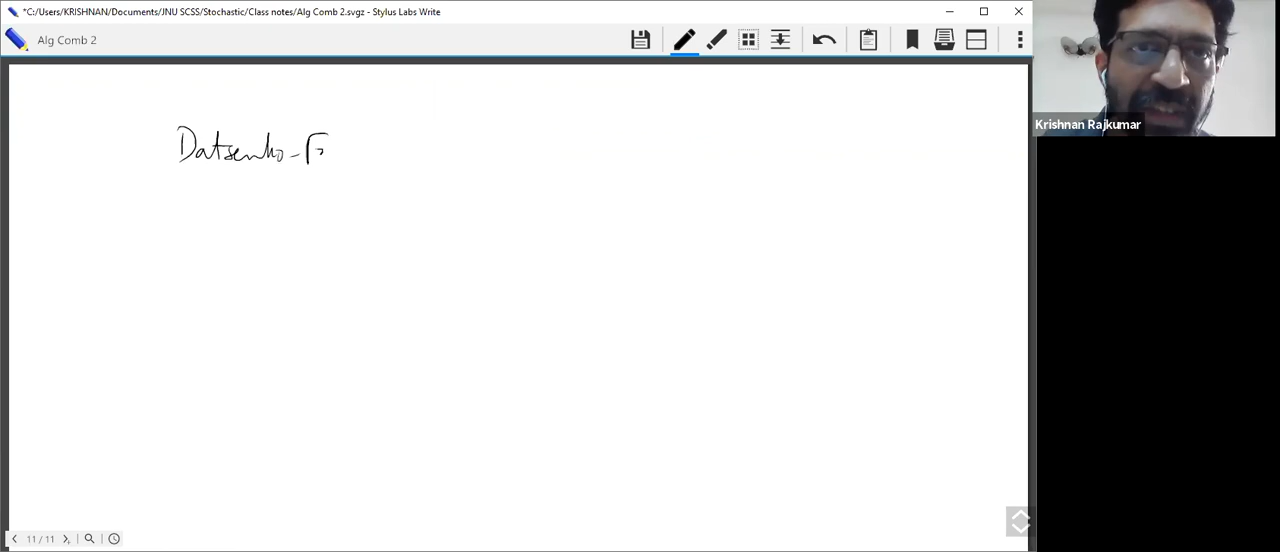 *C:/Users/KRISHNAN/Documents/JNU SCSS/Stochastic/Class notes/Alg Comb 2.svgz - Stylus Labs Write
Alg Comb 2
Krishnan Rajkumar
Datsenko -
11 / 11